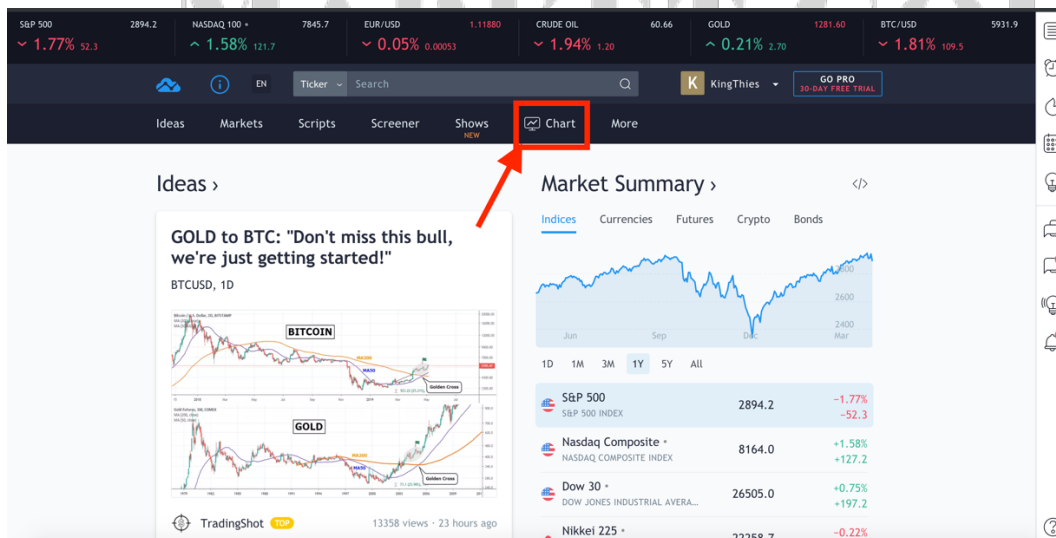 S&P 500 2894.2 NASDAQ 100 7845.7 EUR/USD 1.11880 CRUDE OIL 60.66 GOLD 1281.60 BTC/USD 5931.9
1.77% 52.3 1.58% 121.7 0.05% 0.00053 1.94% 1.20 0.21% 2.70 1.81% 109.5
EN Ticker Search K KingThies GO PRO
30-DAY FREE TRIAL
Ideas Markets Scripts Screener Shows Chart More
NEW
Ideas ›
GOLD to BTC: "Don't miss this bull,
we're just getting started!"
BTCUSD, 1D
BITCOIN
MA200
MA50
Golden Cross
GOLD
MA200
MA50
Golden Cross
TradingShot TOP 13358 views · 23 hours ago
Market Summary › </>
Indices Currencies Futures Crypto Bonds
2800
2600
2400
Jun Sep Dec Mar
1D 1M 3M 1Y 5Y All
S&P 500 2894.2 −1.77%
S&P 500 INDEX −52.3
Nasdaq Composite 8164.0 +1.58%
NASDAQ COMPOSITE INDEX +127.2
Dow 30 26505.0 +0.75%
DOW JONES INDUSTRIAL AVERA... +197.2
Nikkei 225 22258.7 −0.22%